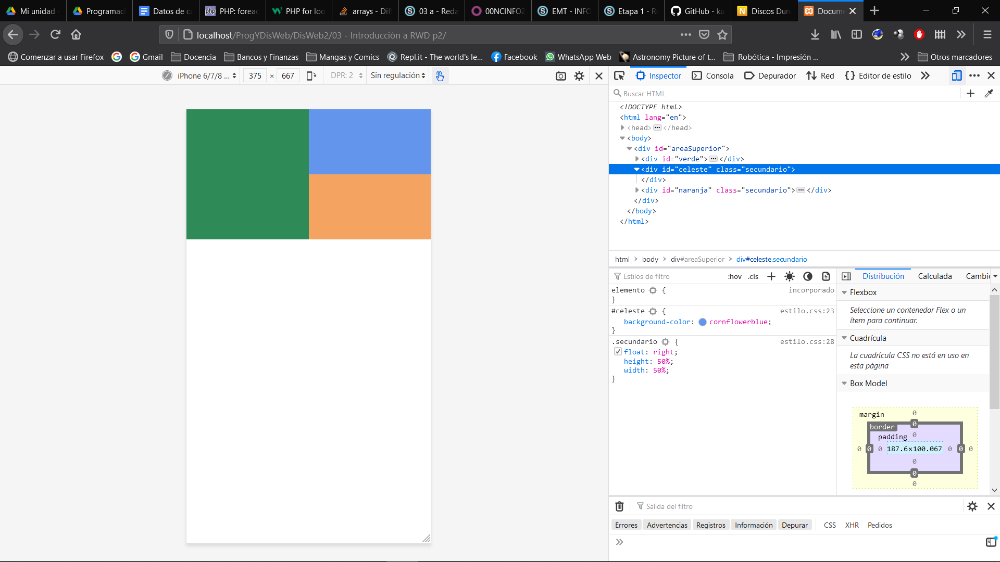 Mi unidad
Programaci
Datos de cu
PHP: foreac
PHP for loo
arrays - Diff
03 a - Reda
00NCINFO2
EMT - INFO
Etapa 1 - Re
GitHub - ku
Discos Duro
Docume
localhost/ProgYDisWeb/DisWeb2/03 - Introducción a RWD p2/
Comenzar a usar Firefox
Gmail
Docencia
Bancos y Finanzas
Mangas y Comics
Repl.it - The world's le...
Facebook
WhatsApp Web
Astronomy Picture of t...
Robótica - Impresión ...
Otros marcadores
iPhone 6/7/8 ...
375 × 667
DPR: 2
Sin regulación
Inspector
Consola
Depurador
Red
Editor de estilo
Buscar HTML
<!DOCTYPE html>
<html lang="en">
<head>...</head>
<body>
<div id="areaSuperior">
<div id="verde">...</div>
<div id="celeste" class="secundario">
</div>
<div id="naranja" class="secundario">...</div>
</div>
</body>
</html>
html > body > div#areaSuperior > div#celeste.secundario
Estilos de filtro
:hov .cls
elemento {
incorporado
}
#celeste {
estilo.css:23
background-color: cornflowerblue;
}
.secundario {
estilo.css:28
float: right;
height: 50%;
width: 50%;
}
Distribución
Calculada
Cambio
Flexbox
Seleccione un contenedor Flex o un
ítem para continuar.
Cuadrícula
La cuadrícula CSS no está en uso en
esta página
Box Model
margin 0
border 0
padding 0
0 0 0 187.6×100.067 0 0 0
0
0
0
Salida del filtro
Errores
Advertencias
Registros
Información
Depurar
CSS
XHR
Pedidos